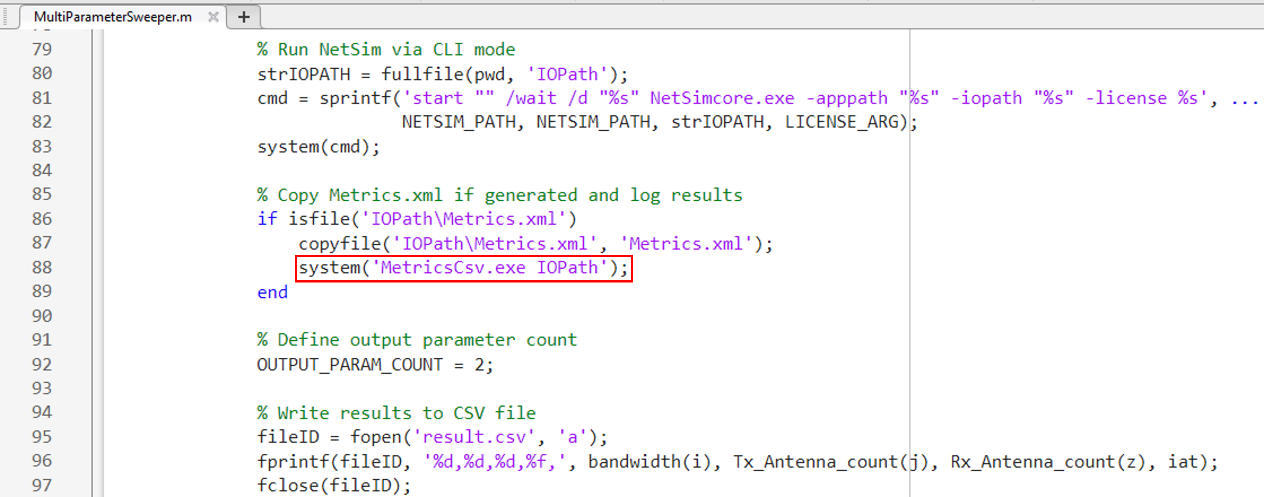 MultiParameterSweeper.m × +
79 % Run NetSim via CLI mode
80 strIOPATH = fullfile(pwd, 'IOPath');
81 cmd = sprintf('start "" /wait /d "%s" NetSimcore.exe -apppath "%s" -iopath "%s" -license %s', ...
82 NETSIM_PATH, NETSIM_PATH, strIOPATH, LICENSE_ARG);
83 system(cmd);
84
85 % Copy Metrics.xml if generated and log results
86 if isfile('IOPath\Metrics.xml')
87 copyfile('IOPath\Metrics.xml', 'Metrics.xml');
88 system('MetricsCsv.exe IOPath');
89 end
90
91 % Define output parameter count
92 OUTPUT_PARAM_COUNT = 2;
93
94 % Write results to CSV file
95 fileID = fopen('result.csv', 'a');
96 fprintf(fileID, '%d,%d,%d,%f,', bandwidth(i), Tx_Antenna_count(j), Rx_Antenna_count(z), iat);
97 fclose(fileID);